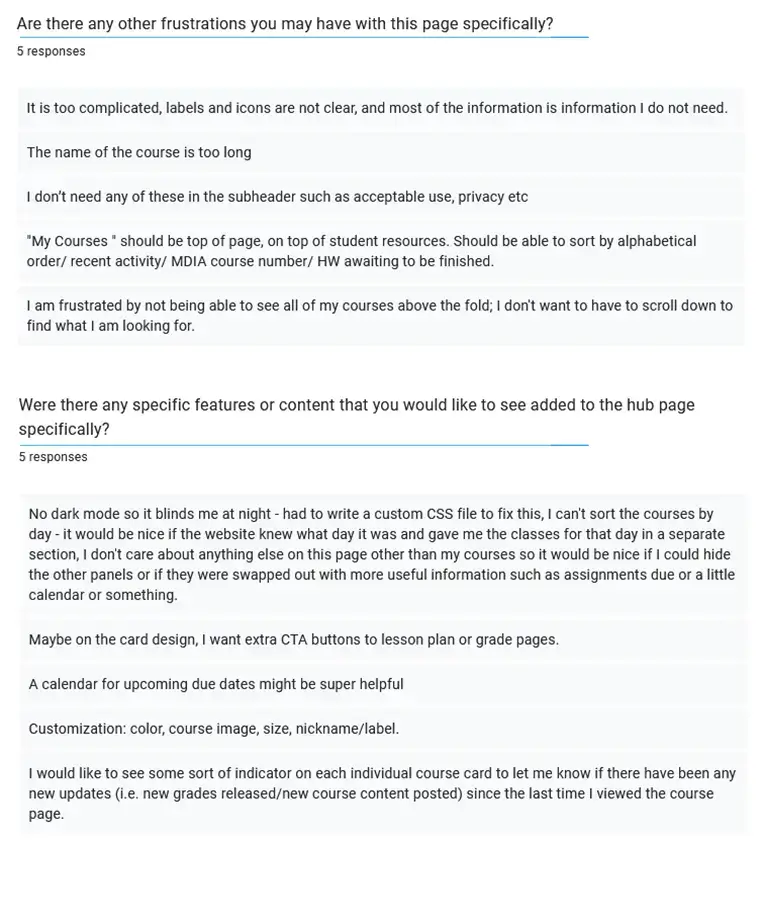 Are there any other frustrations you may have with this page specifically?
5 responses
It is too complicated, labels and icons are not clear, and most of the information is information I do not need.
The name of the course is too long
I don't need any of these in the subheader such as acceptable use, privacy etc
"My Courses " should be top of page, on top of student resources. Should be able to sort by alphabetical
order/ recent activity/ MDIA course number/ HW awaiting to be finished.
I am frustrated by not being able to see all of my courses above the fold; I don't want to have to scroll down to
find what I am looking for.
Were there any specific features or content that you would like to see added to the hub page
specifically?
5 responses
No dark mode so it blinds me at night - had to write a custom CSS file to fix this, I can't sort the courses by
day - it would be nice if the website knew what day it was and gave me the classes for that day in a separate
section, I don't care about anything else on this page other than my courses so it would be nice if I could hide
the other panels or if they were swapped out with more useful information such as assignments due or a little
calendar or something.
Maybe on the card design, I want extra CTA buttons to lesson plan or grade pages.
A calendar for upcoming due dates might be super helpful
Customization: color, course image, size, nickname/label.
I would like to see some sort of indicator on each individual course card to let me know if there have been any
new updates (i.e. new grades released/new course content posted) since the last time I viewed the course
page.